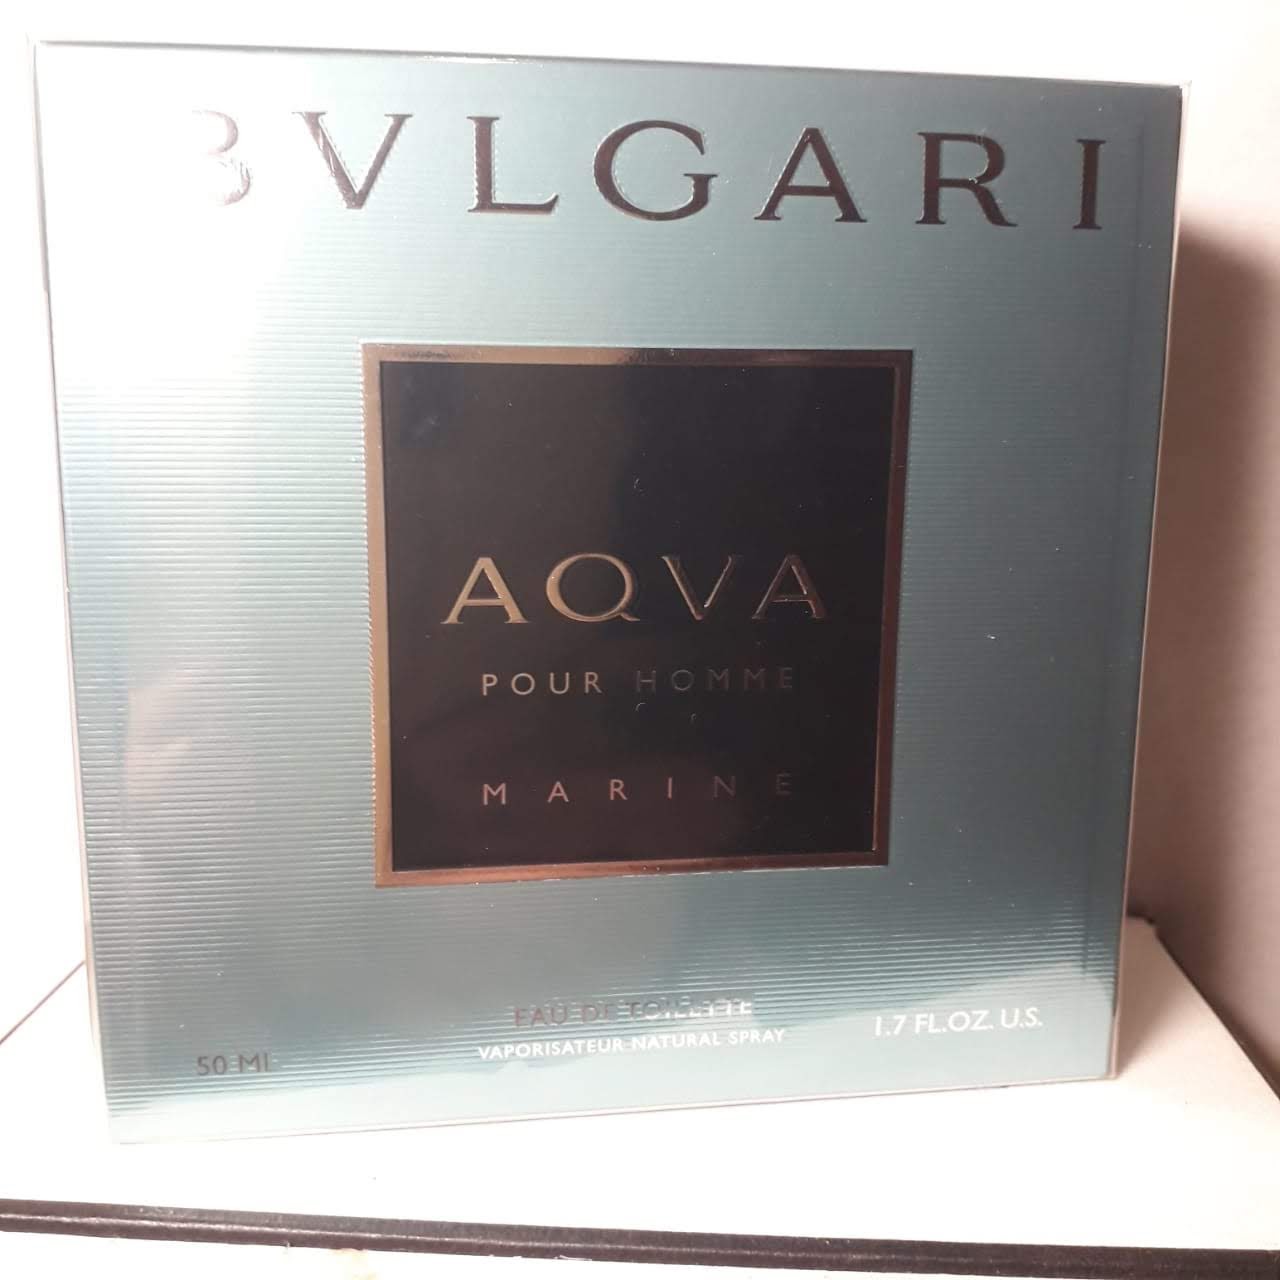 BVLGARI
AQVA
POUR HOMME
MARINE
EAU DE TOILETTE
VAPORISATEUR NATURAL SPRAY
50 ML
1.7 FL.OZ. U.S.